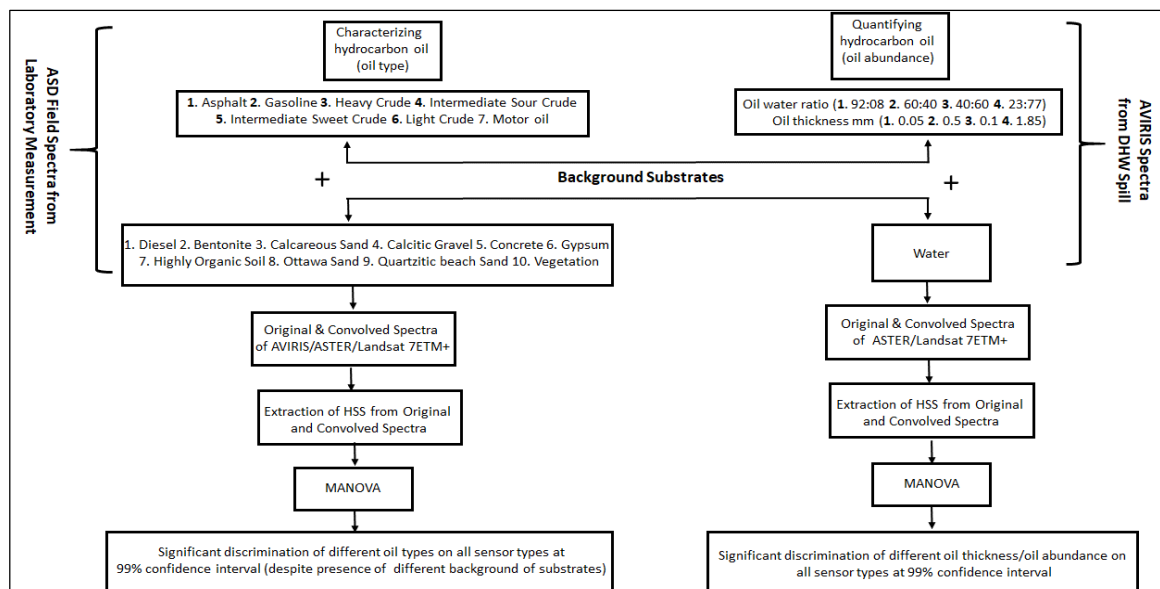 Characterizing
hydrocarbon oil
(oil type)
Quantifying
hydrocarbon oil
(oil abundance)
ASD Field Spectra from
Laboratory Measurement
1. Asphalt 2. Gasoline 3. Heavy Crude 4. Intermediate Sour Crude
5. Intermediate Sweet Crude 6. Light Crude 7. Motor oil
Oil water ratio (1. 92:08 2. 60:40 3. 40:60 4. 23:77)
Oil thickness mm (1. 0.05 2. 0.5 3. 0.1 4. 1.85)
AVIRIS Spectra
from DHW Spill
+
Background Substrates
+
1. Diesel 2. Bentonite 3. Calcareous Sand 4. Calcitic Gravel 5. Concrete 6. Gypsum
7. Highly Organic Soil 8. Ottawa Sand 9. Quartzitic beach Sand 10. Vegetation
Water
Original & Convolved Spectra
of AVIRIS/ASTER/Landsat 7ETM+
Original & Convolved Spectra
of ASTER/Landsat 7ETM+
Extraction of HSS from Original
and Convolved Spectra
Extraction of HSS from Original
and Convolved Spectra
MANOVA
MANOVA
Significant discrimination of different oil types on all sensor types at
99% confidence interval (despite presence of different background of substrates)
Significant discrimination of different oil thickness/oil abundance on
all sensor types at 99% confidence interval